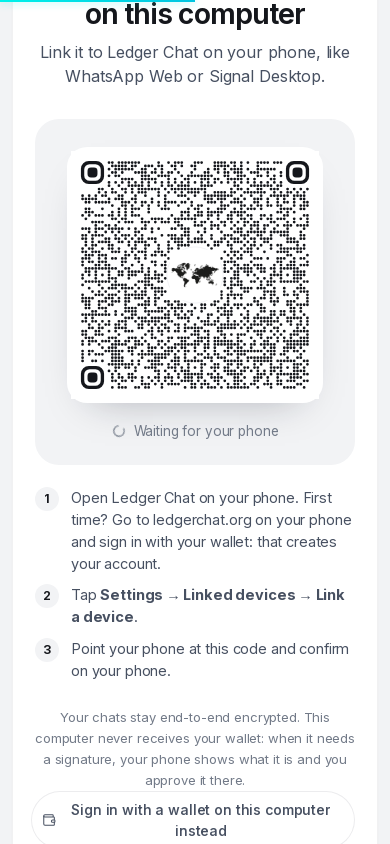 on this computer
Link it to Ledger Chat on your phone, like
WhatsApp Web or Signal Desktop.
Waiting for your phone
1 Open Ledger Chat on your phone. First
time? Go to ledgerchat.org on your phone
and sign in with your wallet: that creates
your account.
2 Tap Settings → Linked devices → Link
a device.
3 Point your phone at this code and confirm
on your phone.
Your chats stay end-to-end encrypted. This
computer never receives your wallet: when it needs
a signature, your phone shows what it is and you
approve it there.
Sign in with a wallet on this computer
instead